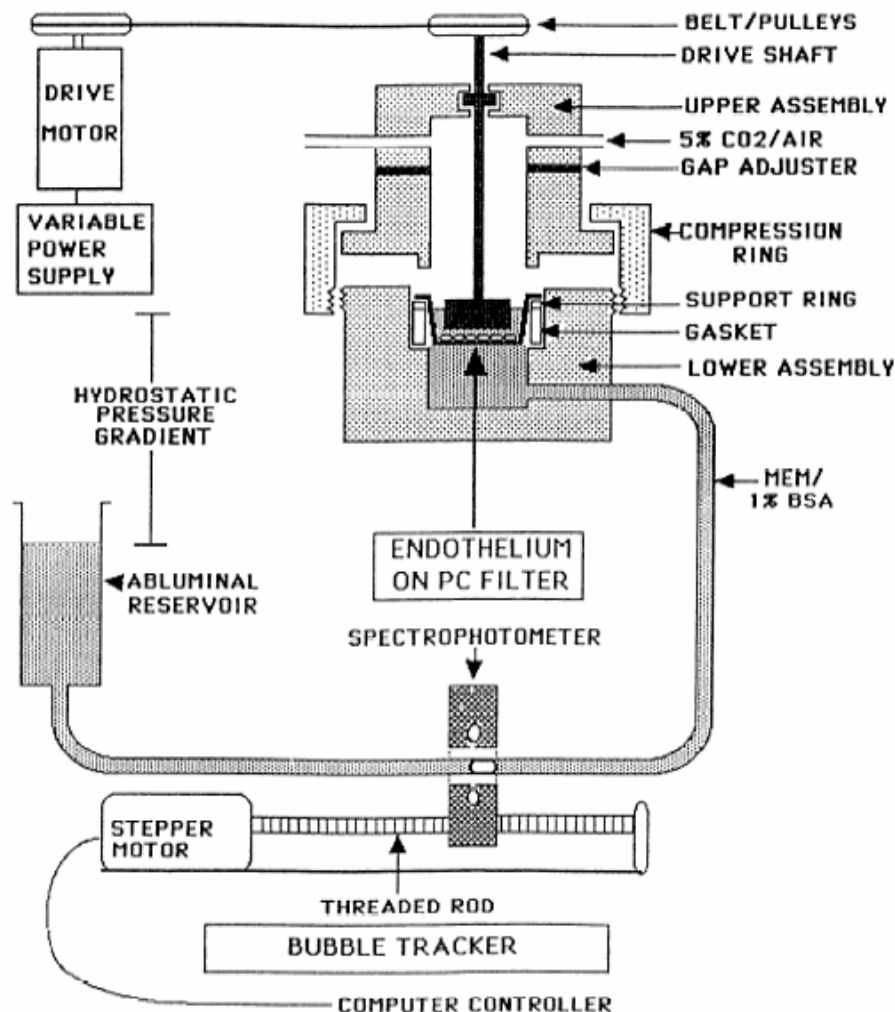 BELT/PULLEYS
DRIVE SHAFT
DRIVE
MOTOR
UPPER ASSEMBLY
5% CO2/AIR
GAP ADJUSTER
VARIABLE
POWER
SUPPLY
COMPRESSION
RING
SUPPORT RING
GASKET
LOWER ASSEMBLY
HYDROSTATIC
PRESSURE
GRADIENT
MEM/
1% BSA
ENDOTHELIUM
ON PC FILTER
ABLUMINAL
RESERVOIR
SPECTROPHOTOMETER
STEPPER
MOTOR
THREADED ROD
BUBBLE TRACKER
COMPUTER CONTROLLER